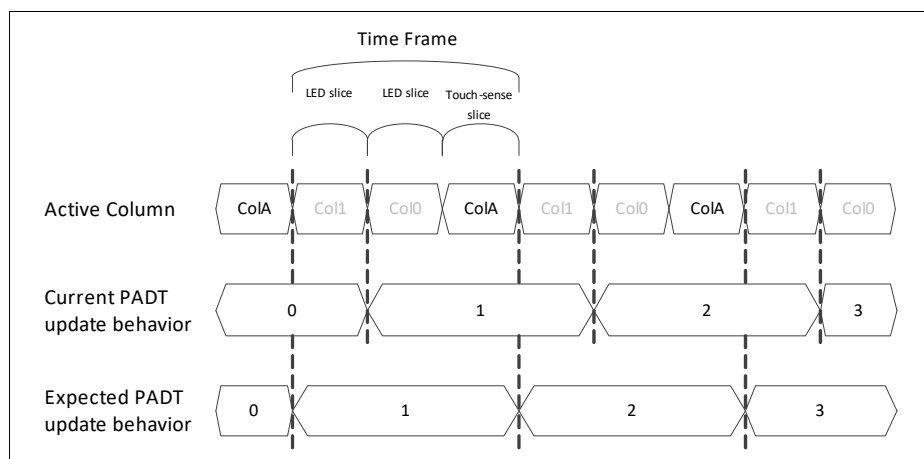 Time Frame
LED slice LED slice Touch-sense
slice
Active Column ColA Col1 Col0 ColA Col1 Col0 ColA Col1 Col0
Current PADT
update behavior 0 1 2 3
Expected PADT
update behavior 0 1 2 3